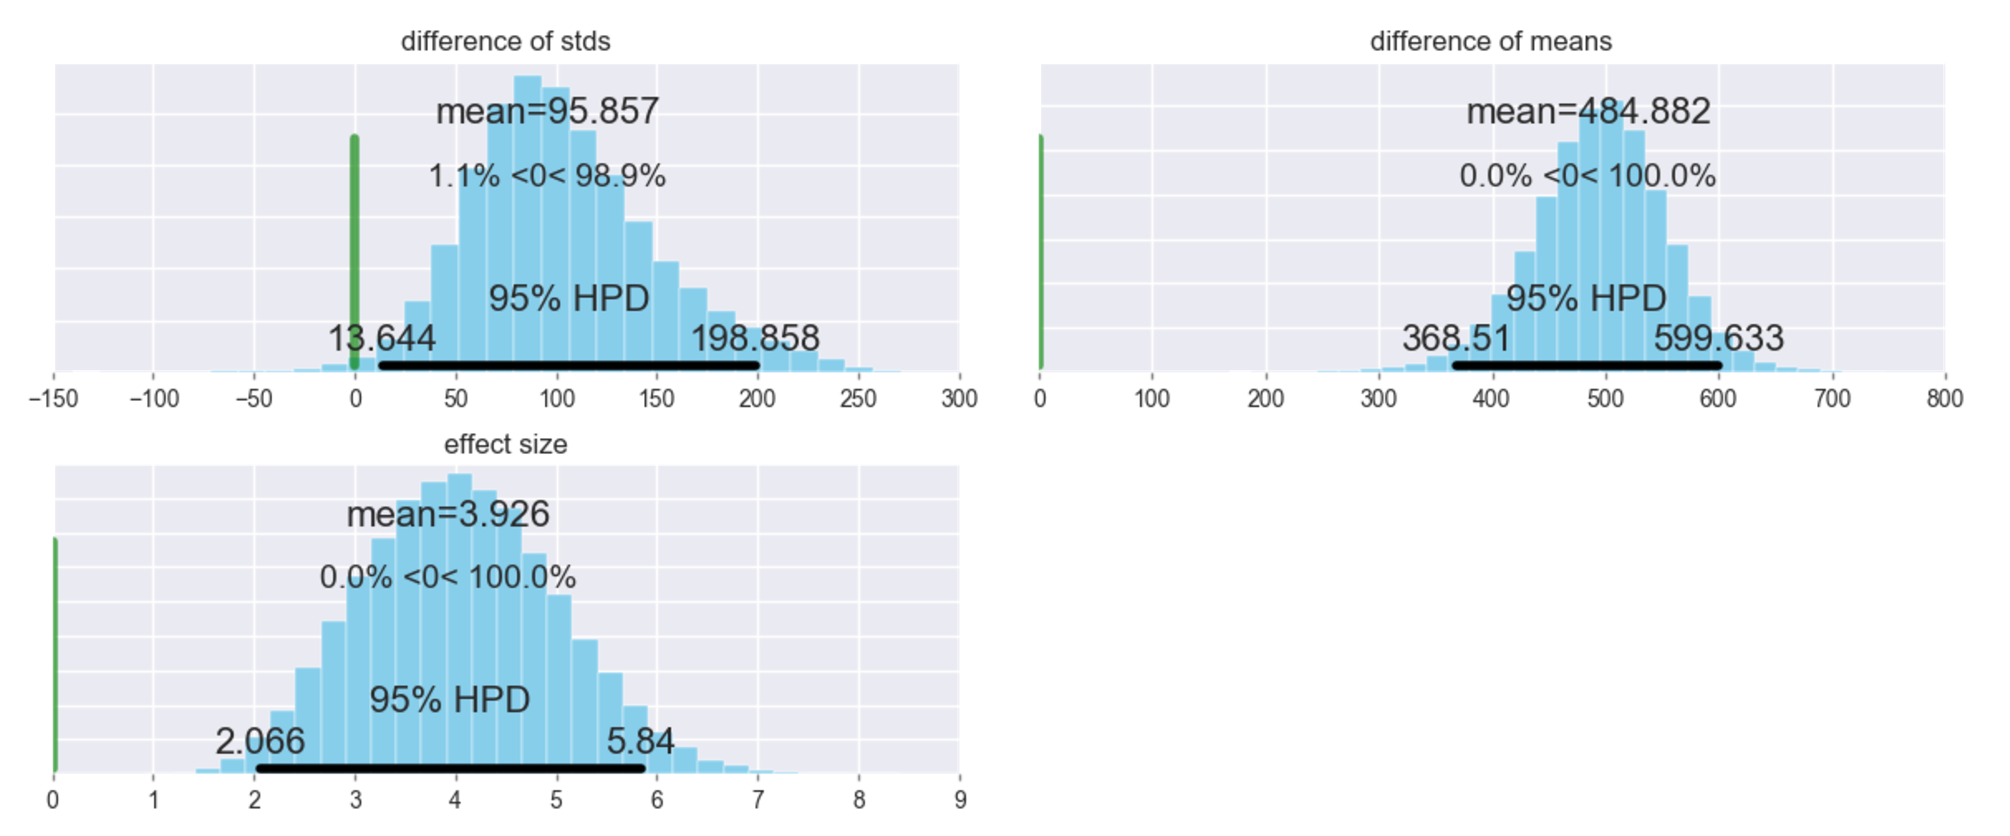 difference of stds
mean=95.857
1.1% <0< 98.9%
95% HPD
13.644 198.858
−150 −100 −50 0 50 100 150 200 250 300
difference of means
mean=484.882
0.0% <0< 100.0%
95% HPD
368.51 599.633
0 100 200 300 400 500 600 700 800
effect size
mean=3.926
0.0% <0< 100.0%
95% HPD
2.066 5.84
0 1 2 3 4 5 6 7 8 9